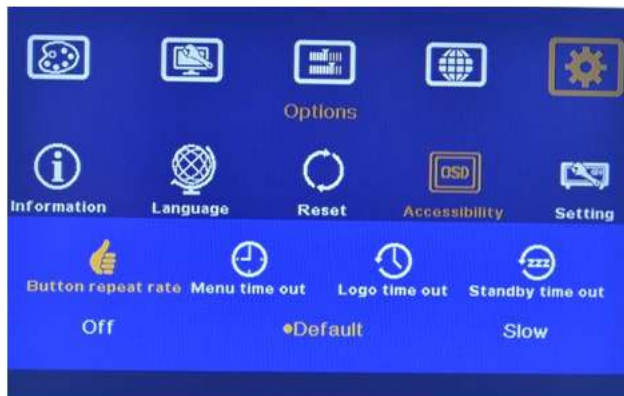 Options
OSD
Information Language Reset Accessibility Setting
zzz
Button repeat rate Menu time out Logo time out Standby time out
Off Default Slow